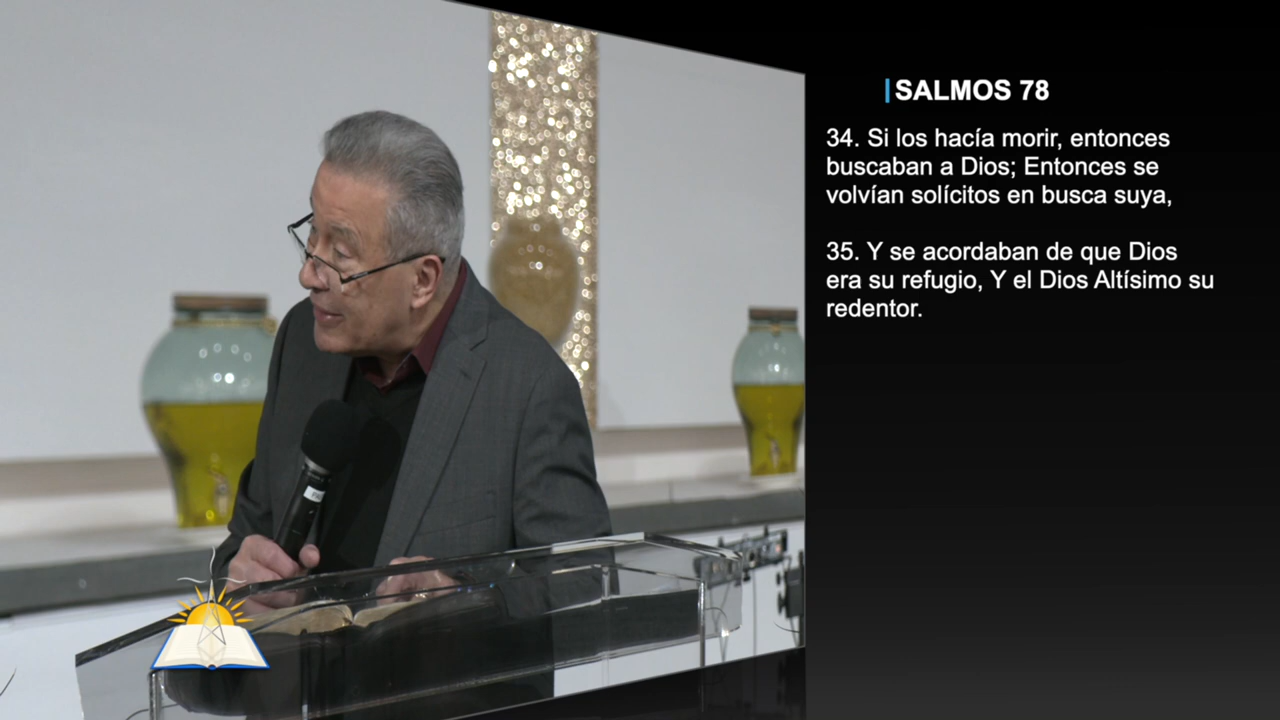 SALMOS 78
34. Si los hacía morir, entonces
buscaban a Dios; Entonces se
volvían solícitos en busca suya,
35. Y se acordaban de que Dios
era su refugio, Y el Dios Altísimo su
redentor.